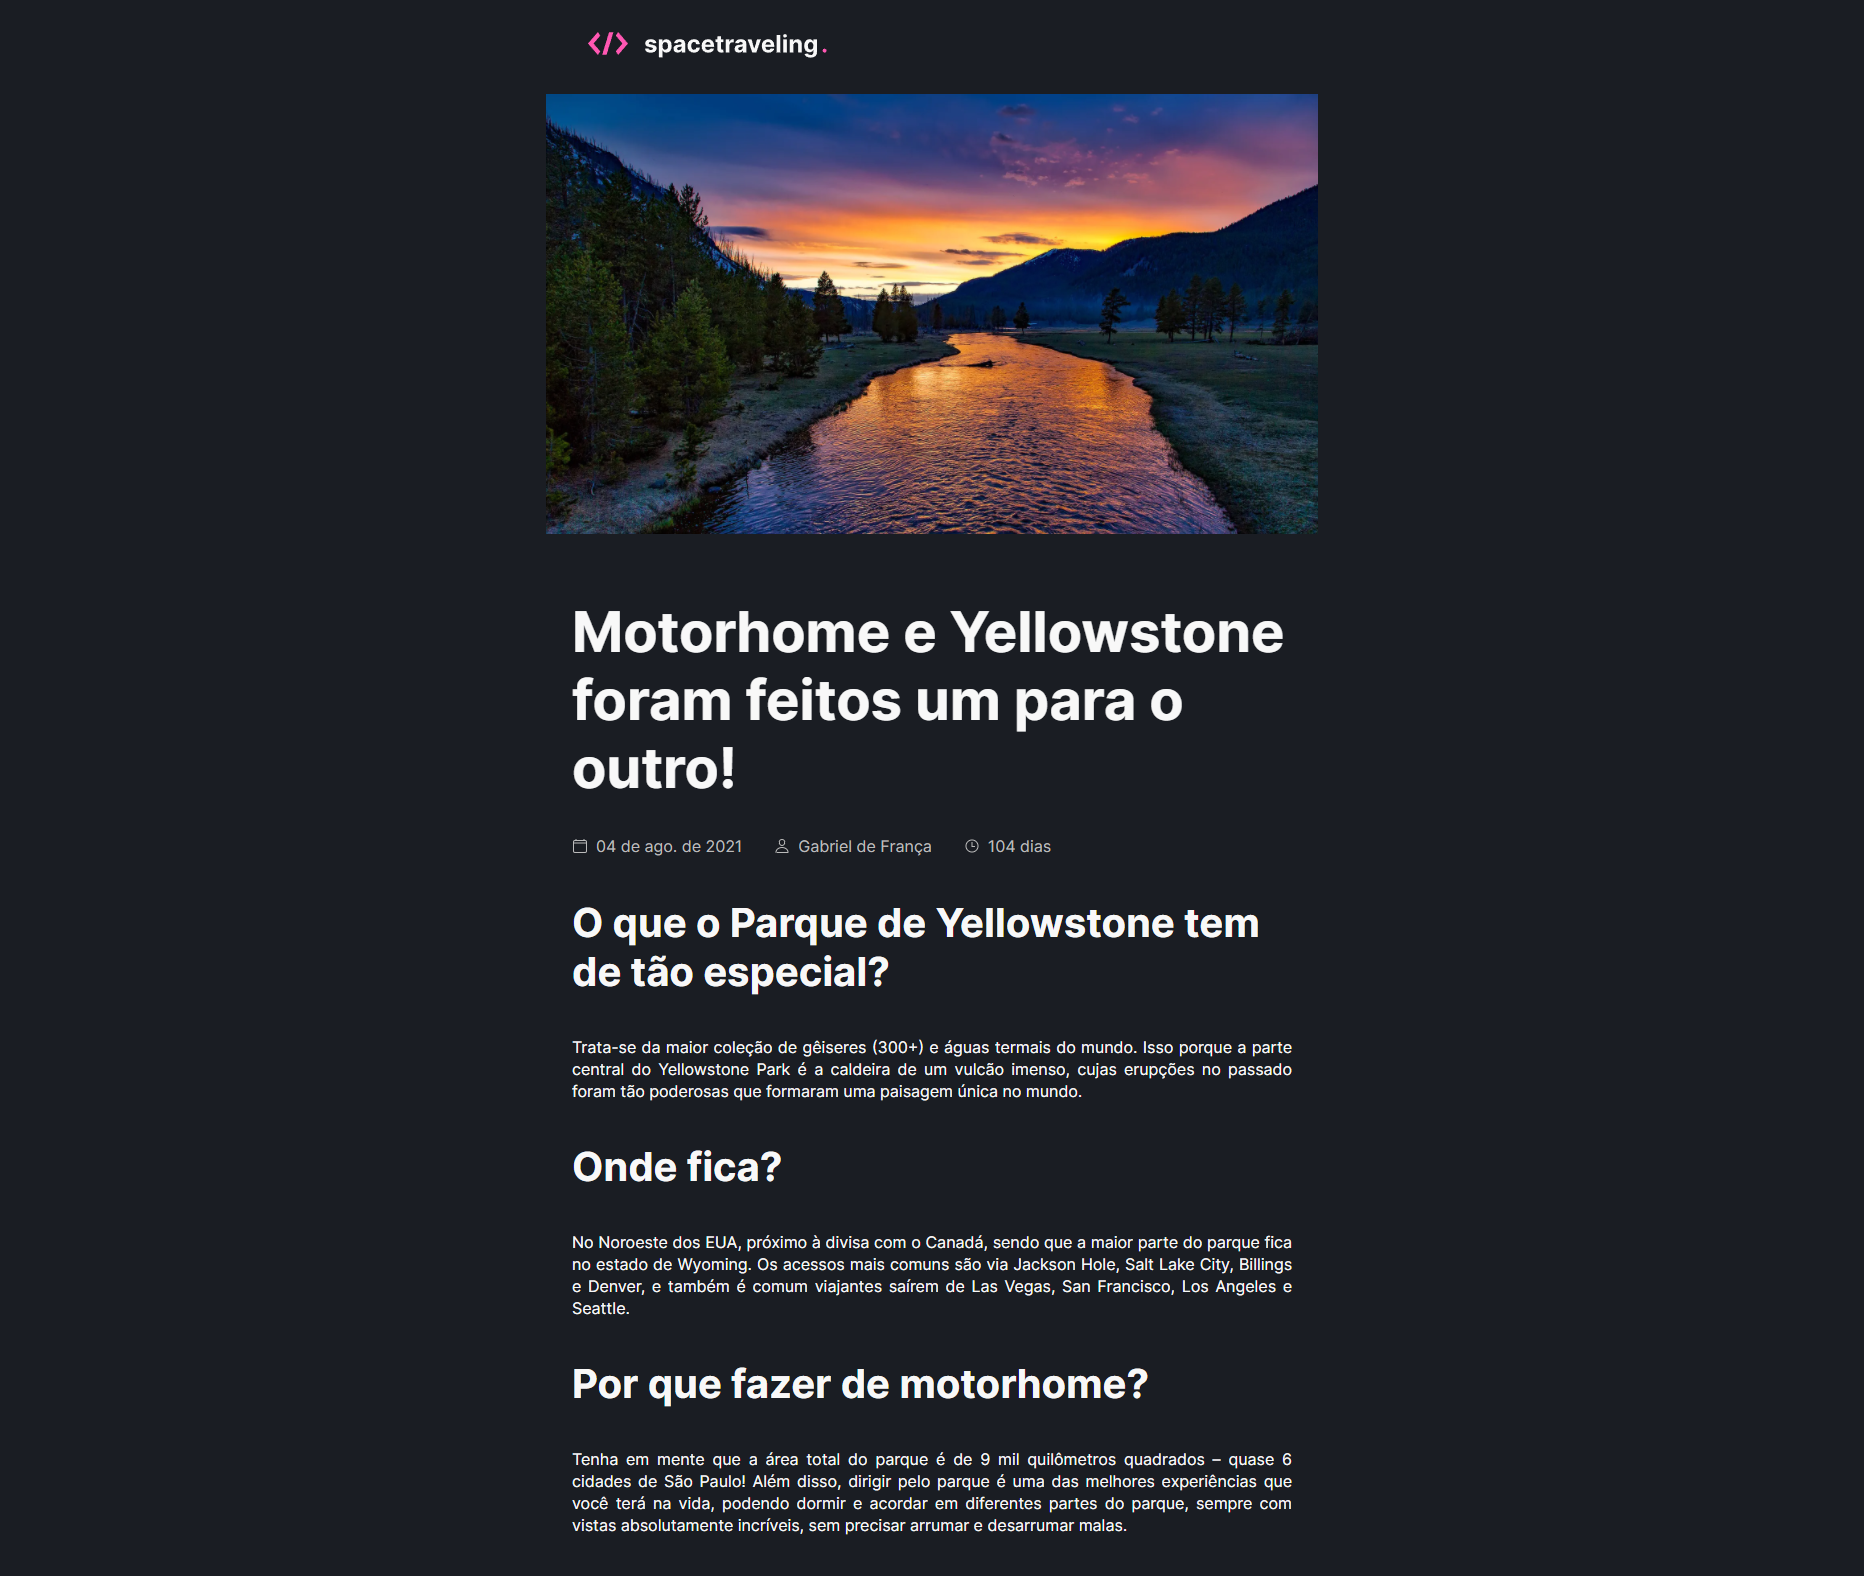 </> spacetraveling.
Motorhome e Yellowstone
foram feitos um para o
outro!
04 de ago. de 2021 Gabriel de França 104 dias
O que o Parque de Yellowstone tem
de tão especial?
Trata-se da maior coleção de gêiseres (300+) e águas termais do mundo. Isso porque a parte
central do Yellowstone Park é a caldeira de um vulcão imenso, cujas erupções no passado
foram tão poderosas que formaram uma paisagem única no mundo.
Onde fica?
No Noroeste dos EUA, próximo à divisa com o Canadá, sendo que a maior parte do parque fica
no estado de Wyoming. Os acessos mais comuns são via Jackson Hole, Salt Lake City, Billings
e Denver, e também é comum viajantes saírem de Las Vegas, San Francisco, Los Angeles e
Seattle.
Por que fazer de motorhome?
Tenha em mente que a área total do parque é de 9 mil quilômetros quadrados – quase 6
cidades de São Paulo! Além disso, dirigir pelo parque é uma das melhores experiências que
você terá na vida, podendo dormir e acordar em diferentes partes do parque, sempre com
vistas absolutamente incríveis, sem precisar arrumar e desarrumar malas.